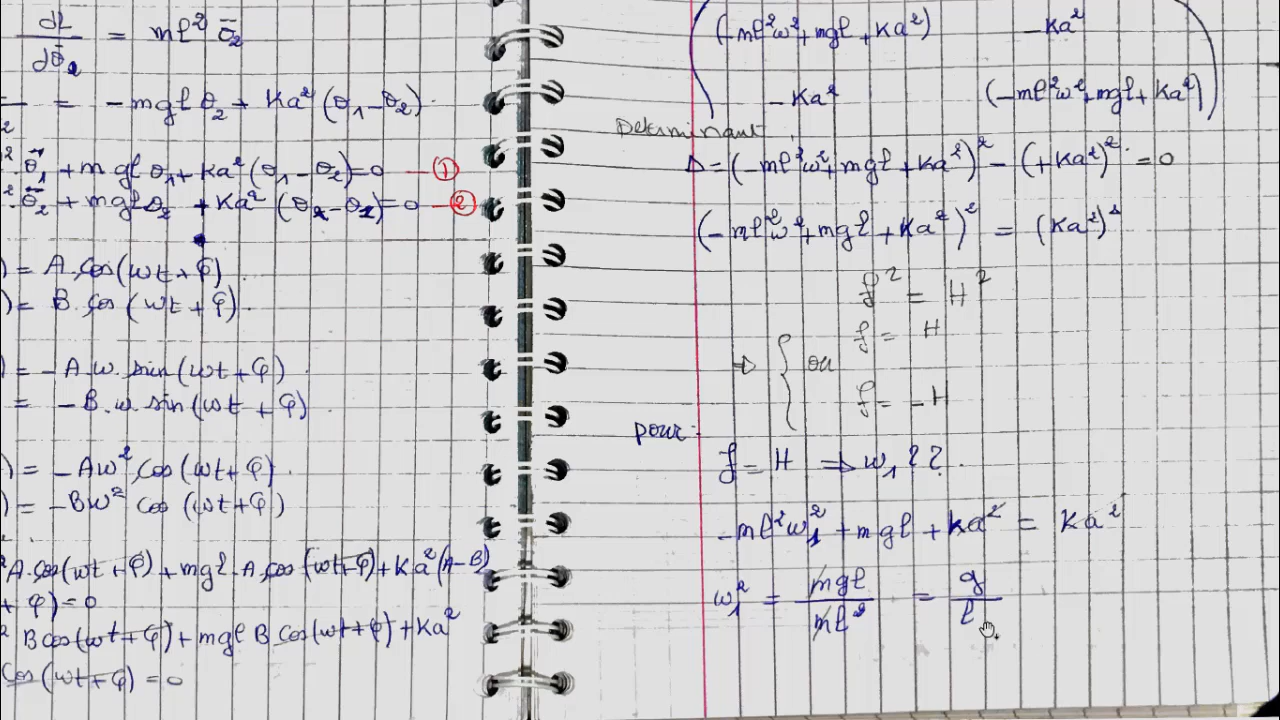 dL/dθ̇₂ = ml² θ̇₂
= -mgl θ₂ + Ka² (θ₁-θ₂).
² θ̈₁ + mgl θ₁ + Ka² (θ₁-θ₂) = 0 — ①
² θ̈₂ + mgl θ₂ + Ka² (θ₂-θ₁) = 0 — ②
) = A.cos(ωt+φ)
) = B.cos(ωt+φ).
) = -A.ω.sin(ωt+φ)
= -B.ω.sin(ωt+φ)
) = -Aω² cos(ωt+φ).
) = -Bω² cos(ωt+φ)
² A.cos(ωt+φ) + mgl.A.cos(ωt+φ) + Ka² (A-B)
+φ) = 0
² B cos(ωt+φ) + mgl B cos(ωt+φ) + Ka²
cos(ωt+φ) = 0
(-ml²ω²+mgl+Ka²) -Ka²
-Ka² (-ml²ω²+mgl+Ka²)
Determinant.
Δ = (-ml²ω²+mgl+Ka²)² - (+Ka²)² = 0
(-ml²ω²+mgl+Ka²)² = (Ka²)²
f² = H²
f = H
⇒ { ou
f = -H
pour:
f = H ⇒ ω₁ ??.
-ml²ω₁² + mgl + Ka² = Ka²
ω₁² = mgl/ml² = g/l